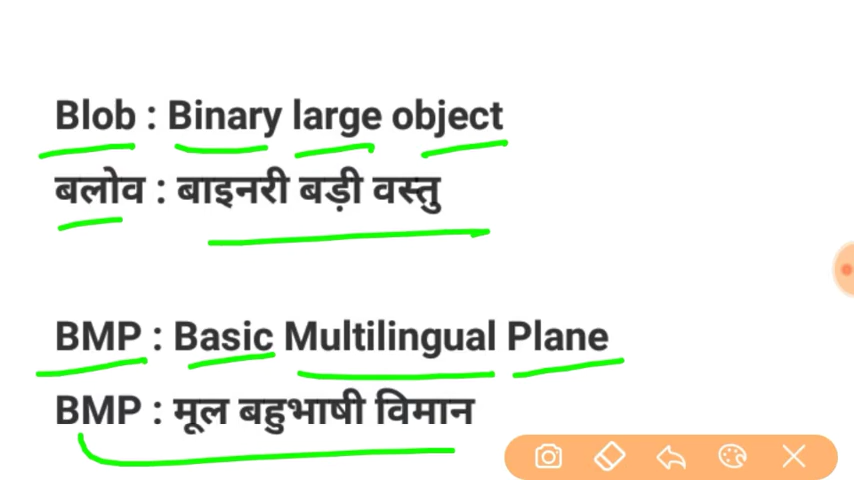 Blob : Binary large object
बलोव : बाइनरी बड़ी वस्तु
BMP : Basic Multilingual Plane
BMP : मूल बहुभाषी विमान